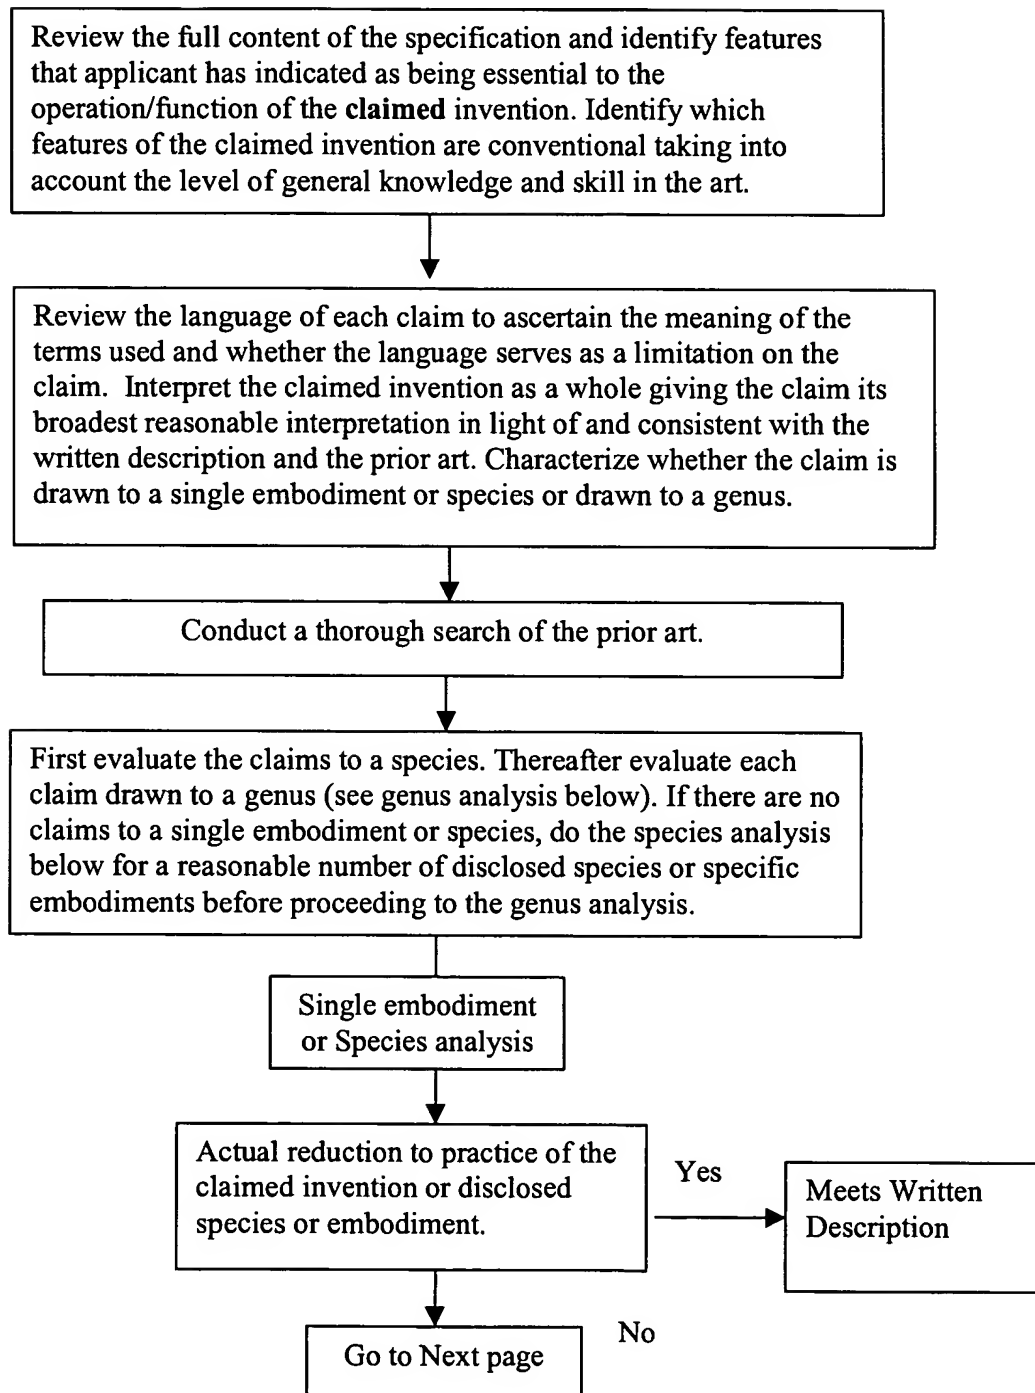 Review the full content of the specification and identify features
that applicant has indicated as being essential to the
operation/function of the claimed invention. Identify which
features of the claimed invention are conventional taking into
account the level of general knowledge and skill in the art.
Review the language of each claim to ascertain the meaning of the
terms used and whether the language serves as a limitation on the
claim.  Interpret the claimed invention as a whole giving the claim its
broadest reasonable interpretation in light of and consistent with the
written description and the prior art. Characterize whether the claim is
drawn to a single embodiment or species or drawn to a genus.
Conduct a thorough search of the prior art.
First evaluate the claims to a species. Thereafter evaluate each
claim drawn to a genus (see genus analysis below). If there are no
claims to a single embodiment or species, do the species analysis
below for a reasonable number of disclosed species or specific
embodiments before proceeding to the genus analysis.
Single embodiment
or Species analysis
Actual reduction to practice of the
claimed invention or disclosed
species or embodiment.
Yes
Meets Written
Description
No
Go to Next page